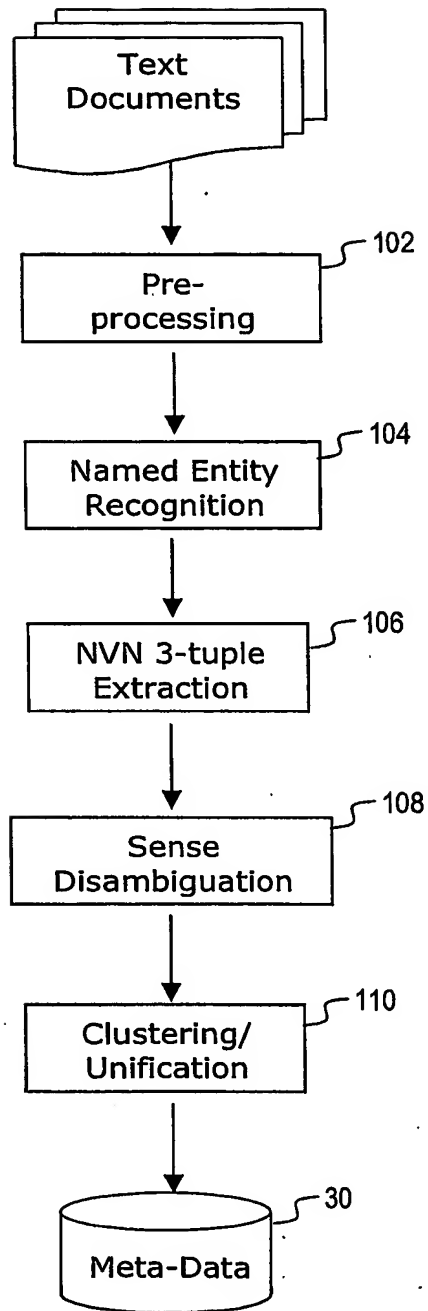 Text
Documents
102
Pre-
processing
104
Named Entity
Recognition
106
NVN 3-tuple
Extraction
108
Sense
Disambiguation
110
Clustering/
Unification
30
Meta-Data